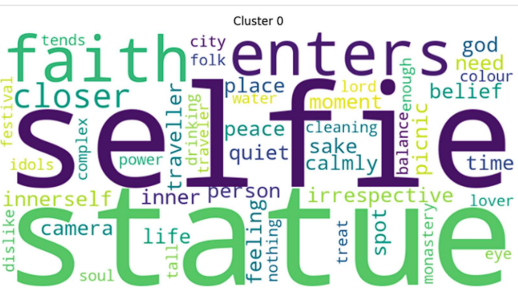 Cluster 0
tends
faith
city
folk
enters
god
need
colour
closer
place
water
lord
moment
enough
belief
festival
selfie
complex
traveller
drinking
traveler
peace
quiet
cleaning
sake
calmly
balance
picnic
time
idols
power
innerself
inner
person
irrespective
lover
statue
dislike
camera
life
soul
tall
feeling
nothing
treat
spot
monastery
eye